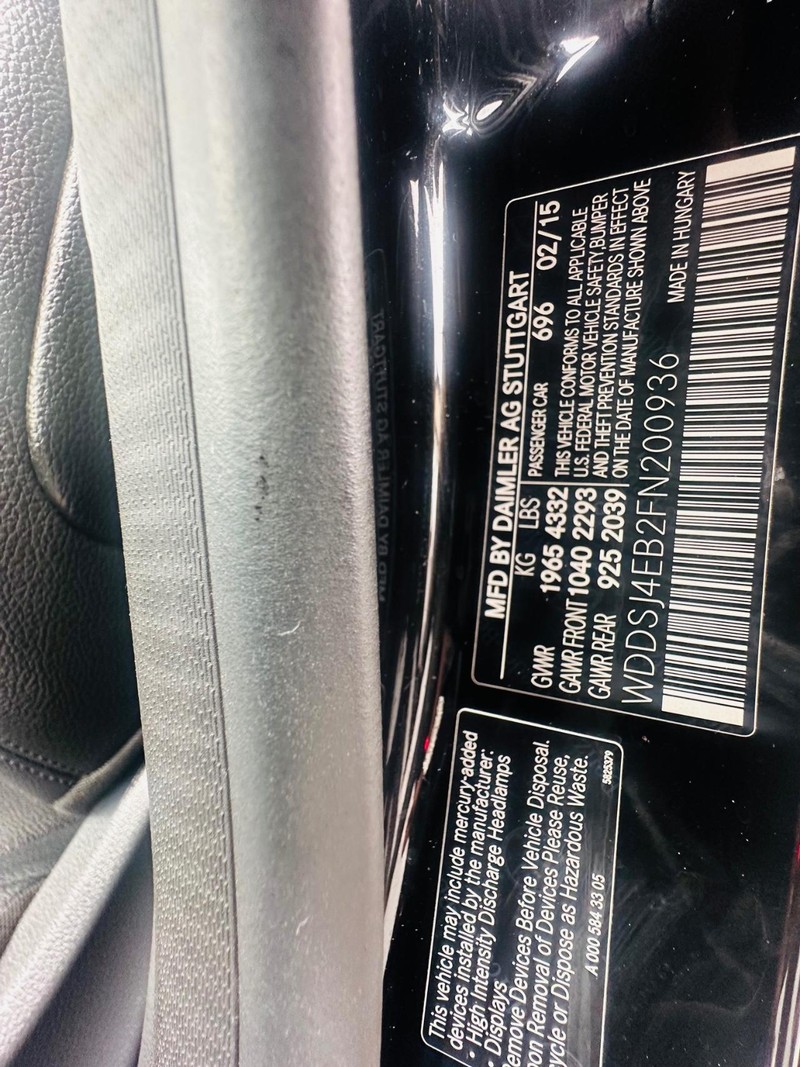 MFD BY DAIMLER AG STUTTGART
KG LBS
PASSENGER CAR 696 02/15
GWR 1965 4332
GAWR FRONT 1040 2293
GAWR REAR 925 2039
THIS VEHICLE CONFORMS TO ALL APPLICABLE
U.S. FEDERAL MOTOR VEHICLE SAFETY, BUMPER
AND THEFT PREVENTION STANDARDS IN EFFECT
ON THE DATE OF MANUFACTURE SHOWN ABOVE
WDDSJ4EB2FN200936
MADE IN HUNGARY
This vehicle may include mercury-added
devices installed by the manufacturer:
• High Intensity Discharge Headlamps
• Displays
Remove Devices Before Vehicle Disposal.
pon Removal of Devices Please Reuse,
cycle or Dispose as Hazardous Waste.
A 000 584 33 05
5825379